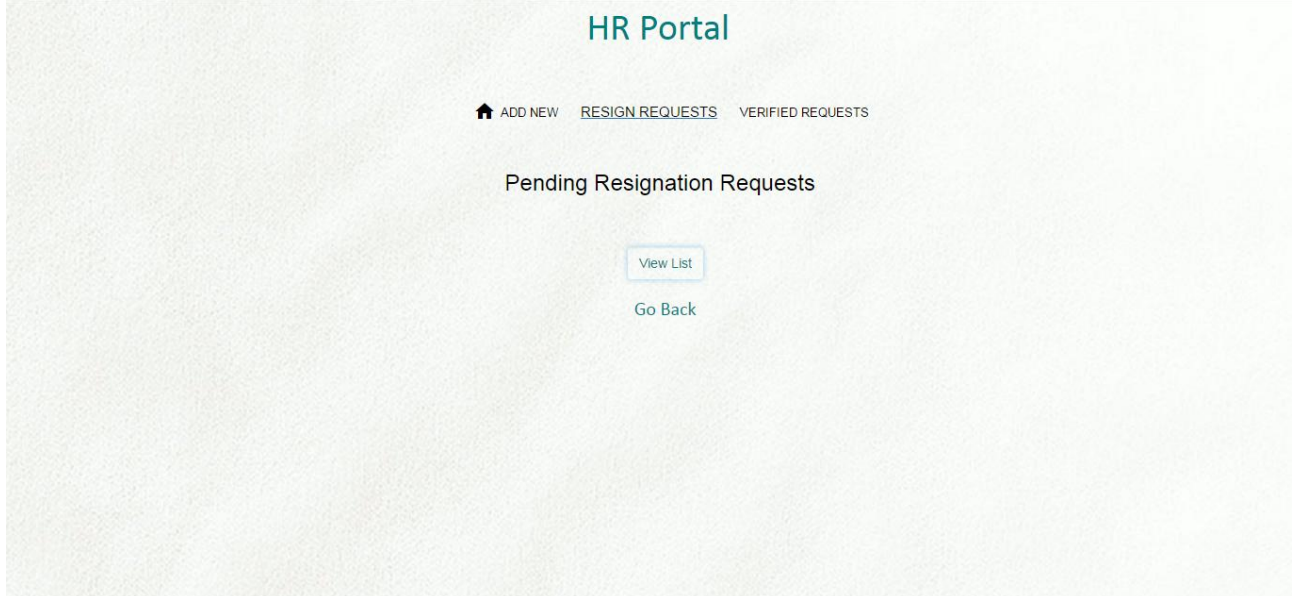 HR Portal
ADD NEW RESIGN REQUESTS VERIFIED REQUESTS
Pending Resignation Requests
View List
Go Back